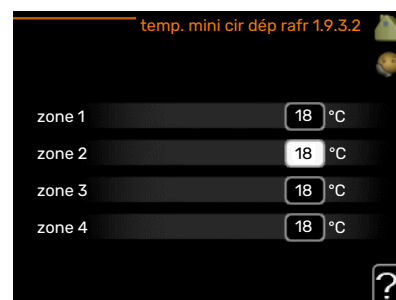 temp. mini cir dép rafr 1.9.3.2
zone 1 18 °C
zone 2 18 °C
zone 3 18 °C
zone 4 18 °C
?